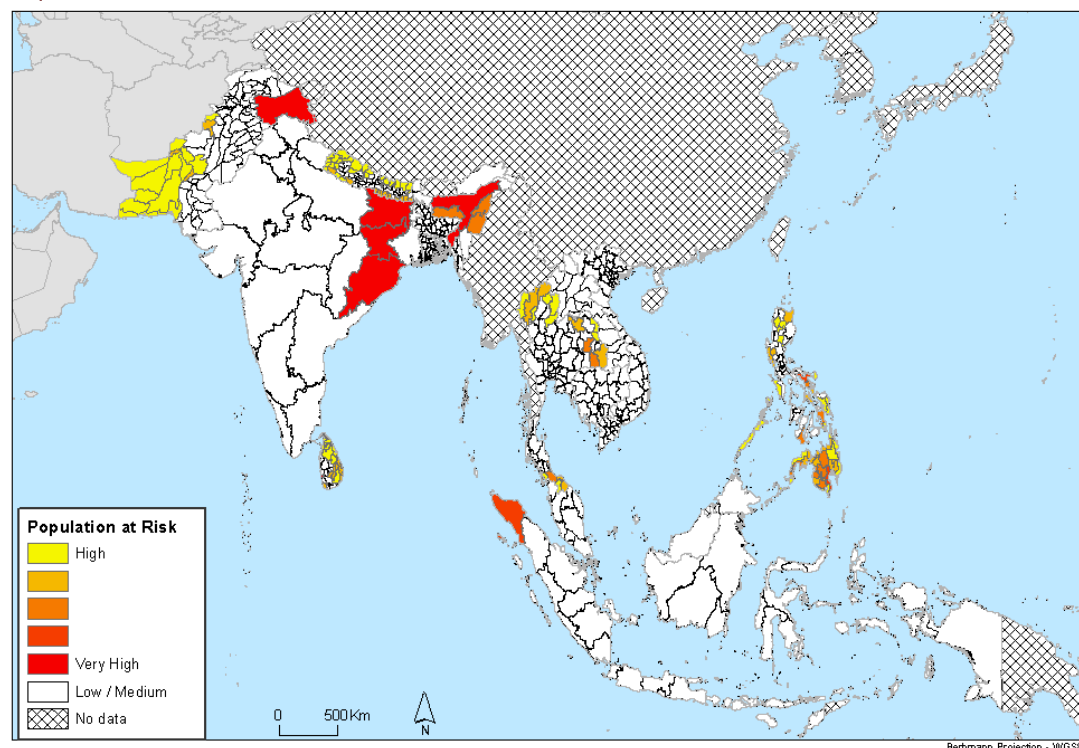 Population at Risk
High
Very High
Low / Medium
No data
0 500Km
N